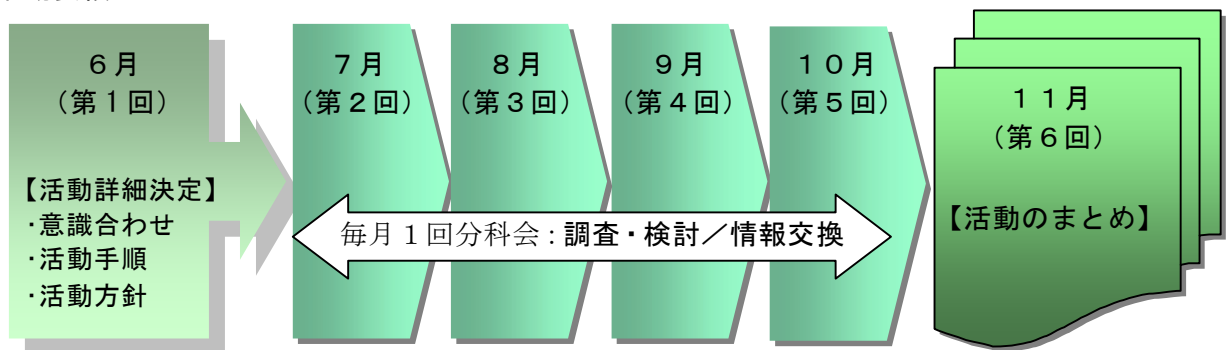 ６月
（第１回）
【活動詳細決定】
・意識合わせ
・活動手順
・活動方針
７月
（第２回）
８月
（第３回）
９月
（第４回）
１０月
（第５回）
毎月１回分科会：調査・検討／情報交換
１１月
（第６回）
【活動のまとめ】